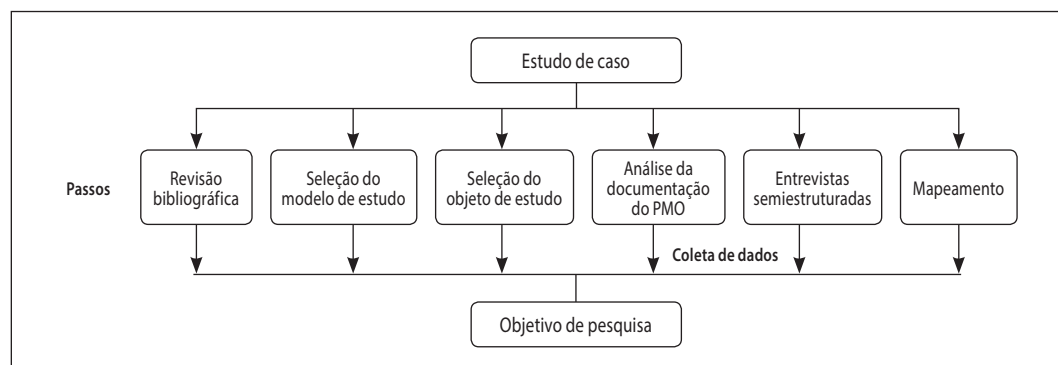 Estudo de caso
Passos
Revisão
bibliográfica
Seleção do
modelo de estudo
Seleção do
objeto de estudo
Análise da
documentação
do PMO
Entrevistas
semiestruturadas
Mapeamento
Coleta de dados
Objetivo de pesquisa